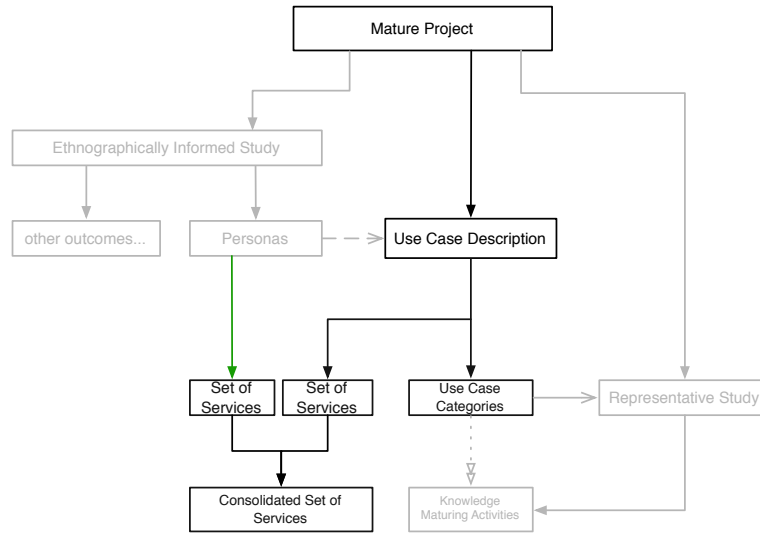 Mature Project
Ethnographically Informed Study
other outcomes...
Personas
Use Case Description
Set of
Services
Set of
Services
Use Case
Categories
Representative Study
Consolidated Set of
Services
Knowledge
Maturing Activities